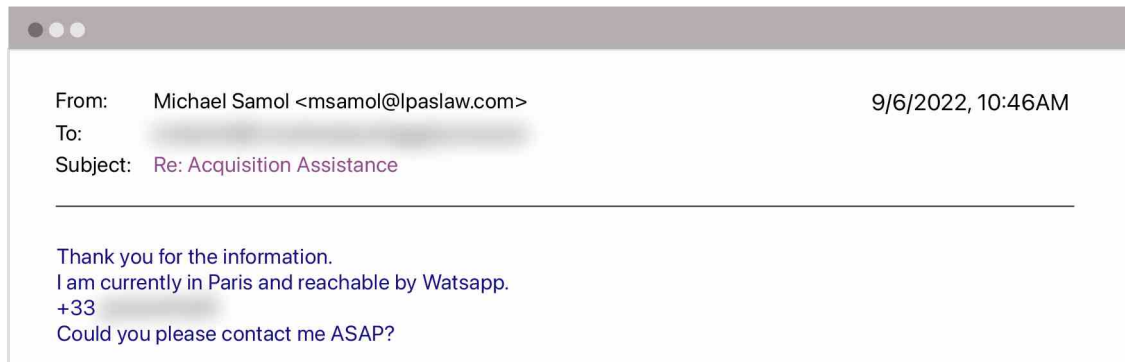 From: Michael Samol <msamol@lpaslaw.com> 9/6/2022, 10:46AM
To:
Subject: Re: Acquisition Assistance
Thank you for the information.
I am currently in Paris and reachable by Watsapp.
+33
Could you please contact me ASAP?